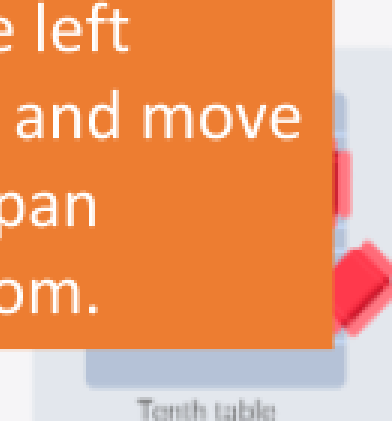 e left
and move
pan
om.
Tenth table